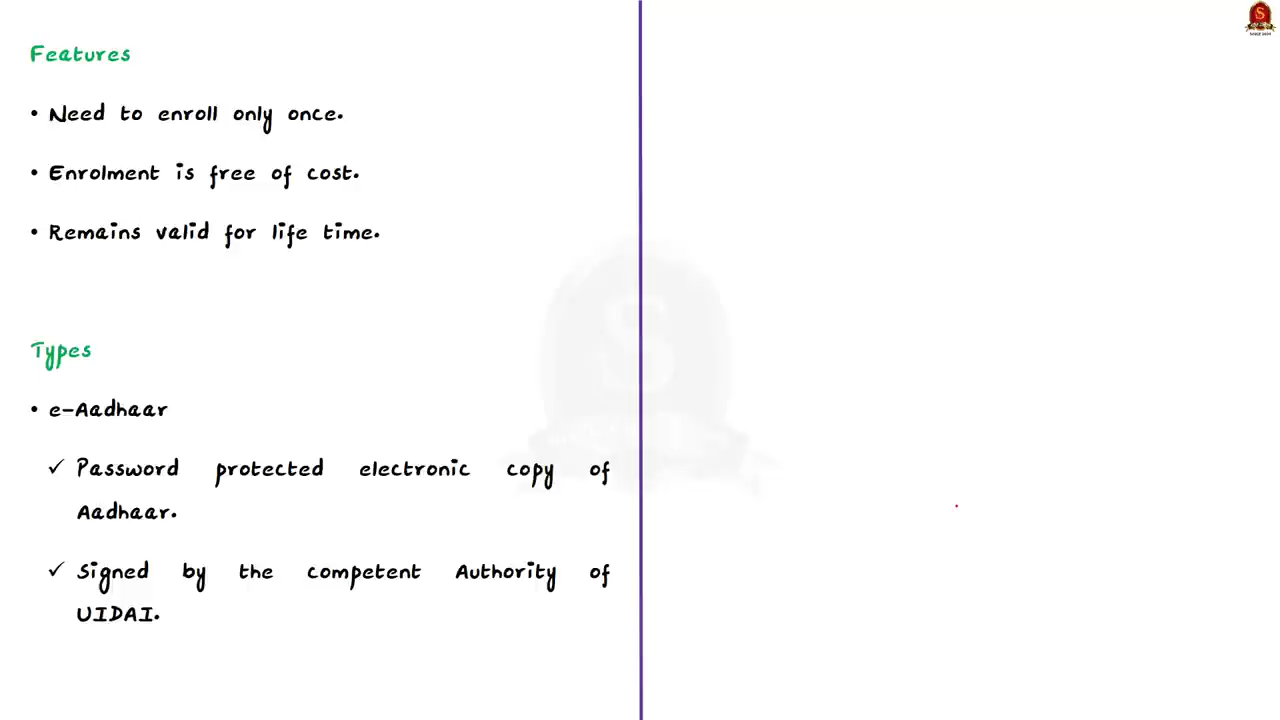 Features
• Need to enroll only once.
• Enrolment is free of cost.
• Remains valid for life time.
Types
• e-Aadhaar
✓ Password protected electronic copy of
Aadhaar.
✓ Signed by the competent Authority of
UIDAI.